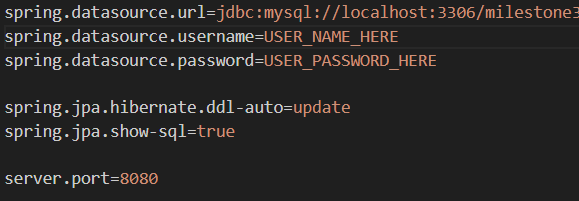 spring.datasource.url=jdbc:mysql://localhost:3306/milestone3
spring.datasource.username=USER_NAME_HERE
spring.datasource.password=USER_PASSWORD_HERE
spring.jpa.hibernate.ddl-auto=update
spring.jpa.show-sql=true
server.port=8080